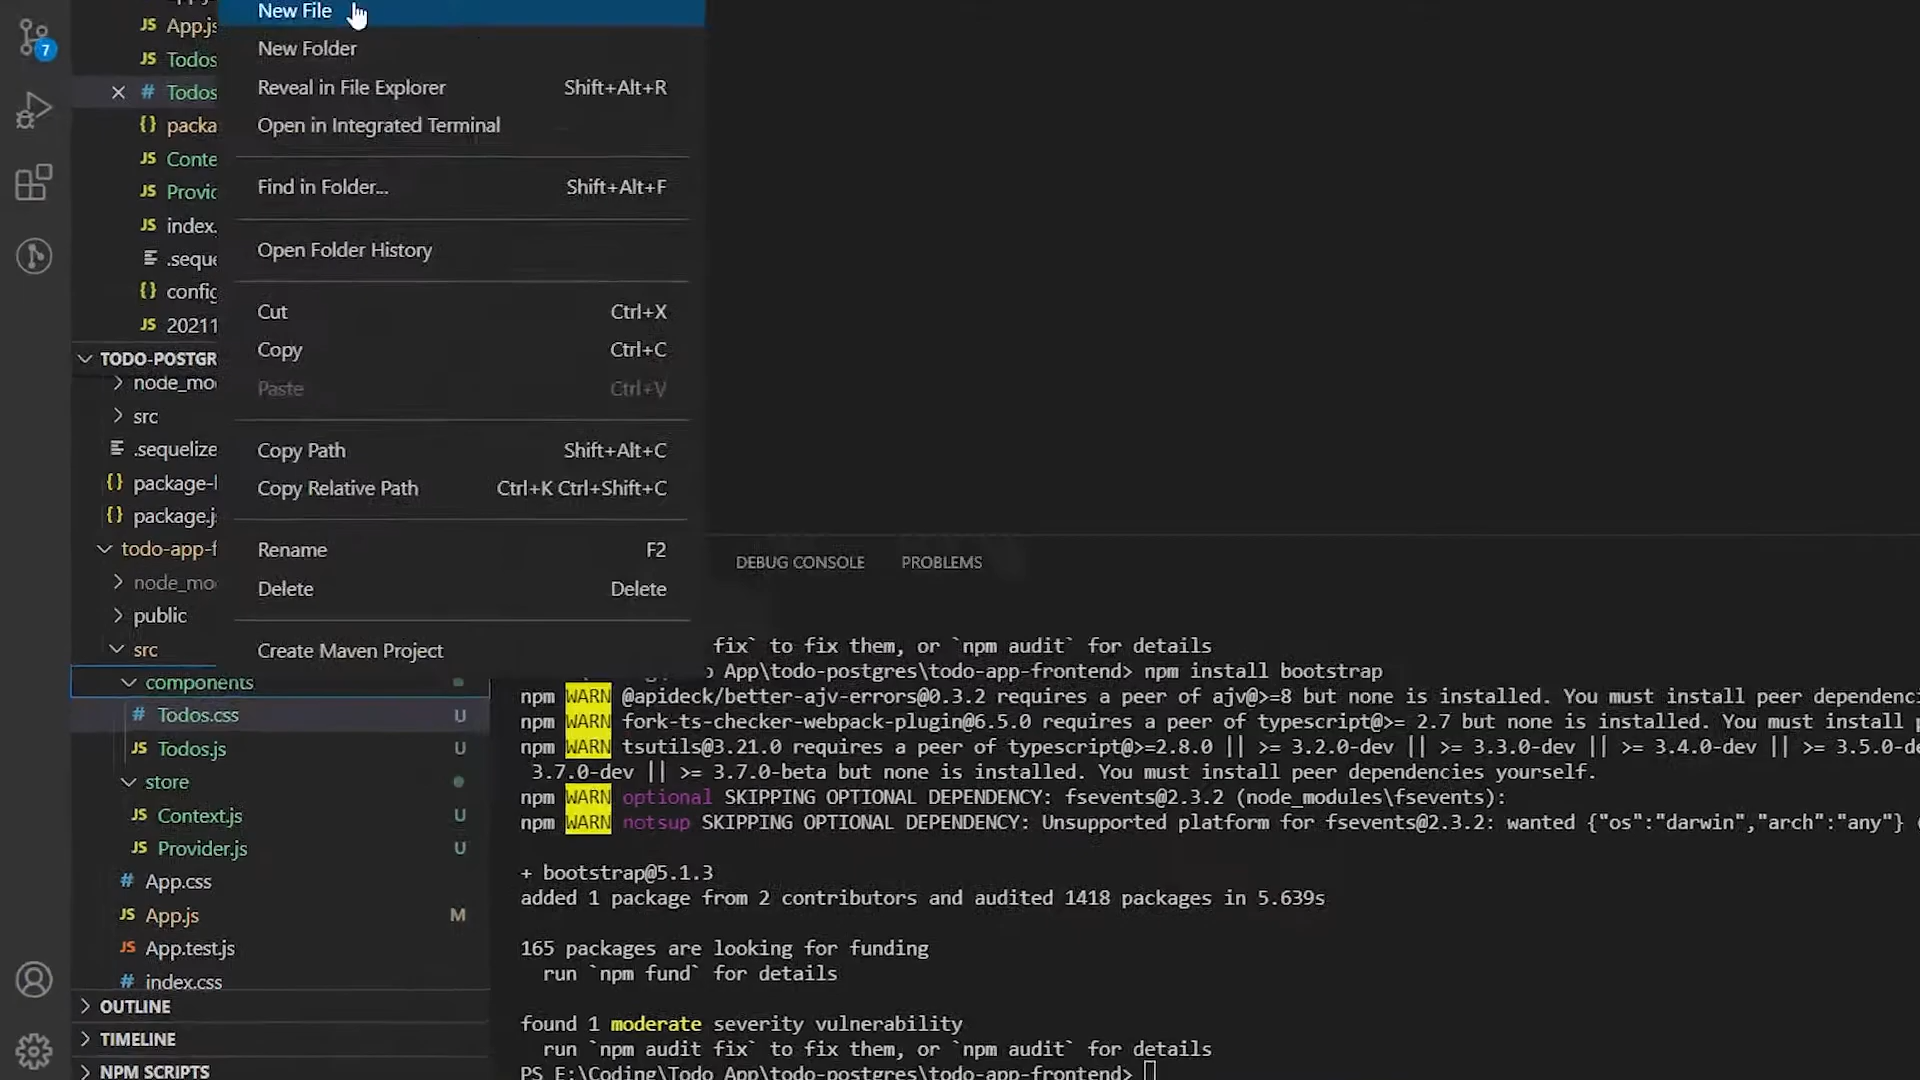 New File
New Folder
Reveal in File Explorer Shift+Alt+R
Open in Integrated Terminal
Find in Folder... Shift+Alt+F
Open Folder History
Cut Ctrl+X
Copy Ctrl+C
Paste Ctrl+V
Copy Path Shift+Alt+C
Copy Relative Path Ctrl+K Ctrl+Shift+C
Rename F2
Delete Delete
Create Maven Project
7
JS App.js
JS Todos
# Todos
{} packa
JS Conte
JS Provic
JS index.
.seque
{} config
JS 20211
TODO-POSTGR
node_mo
src
.sequelize
{} package-l
{} package.j
todo-app-f
node_mo
public
src
components
# Todos.css U
JS Todos.js U
store
JS Context.js U
JS Provider.js U
# App.css
JS App.js M
JS App.test.js
# index.css
OUTLINE
TIMELINE
NPM SCRIPTS
DEBUG CONSOLE PROBLEMS
fix` to fix them, or `npm audit` for details
App\todo-postgres\todo-app-frontend> npm install bootstrap
npm WARN @apideck/better-ajv-errors@0.3.2 requires a peer of ajv@>=8 but none is installed. You must install peer dependenci
npm WARN fork-ts-checker-webpack-plugin@6.5.0 requires a peer of typescript@>= 2.7 but none is installed. You must install p
npm WARN tsutils@3.21.0 requires a peer of typescript@>=2.8.0 || >= 3.2.0-dev || >= 3.3.0-dev || >= 3.4.0-dev || >= 3.5.0-de
3.7.0-dev || >= 3.7.0-beta but none is installed. You must install peer dependencies yourself.
npm WARN optional SKIPPING OPTIONAL DEPENDENCY: fsevents@2.3.2 (node_modules\fsevents):
npm WARN notsup SKIPPING OPTIONAL DEPENDENCY: Unsupported platform for fsevents@2.3.2: wanted {"os":"darwin","arch":"any"} (
+ bootstrap@5.1.3
added 1 package from 2 contributors and audited 1418 packages in 5.639s
165 packages are looking for funding
run `npm fund` for details
found 1 moderate severity vulnerability
run `npm audit fix` to fix them, or `npm audit` for details
PS E:\Coding\Todo App\todo-postgres\todo-app-frontend>